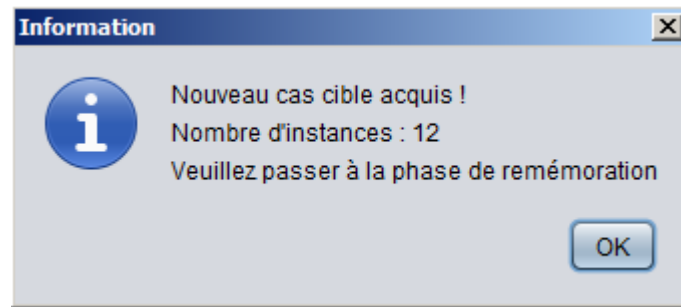 Information
Nouveau cas cible acquis !
Nombre d'instances : 12
Veuillez passer à la phase de remémoration
OK